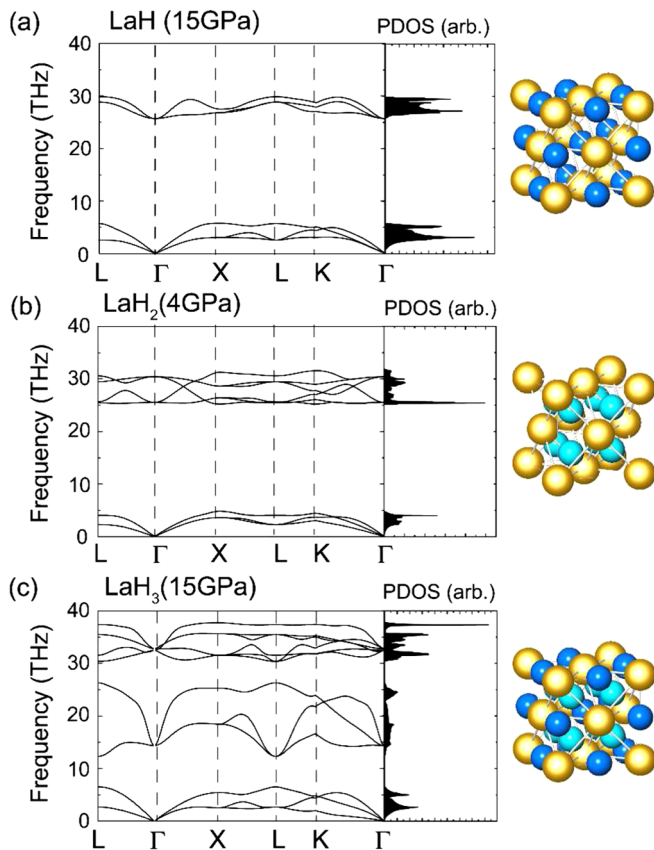 (a) LaH (15GPa) PDOS (arb.)
Frequency (THz)
40
30
20
10
0
L Γ X L K Γ
(b) LaH₂(4GPa) PDOS (arb.)
Frequency (THz)
40
30
20
10
0
L Γ X L K Γ
(c) LaH₃(15GPa) PDOS (arb.)
Frequency (THz)
40
30
20
10
0
L Γ X L K Γ